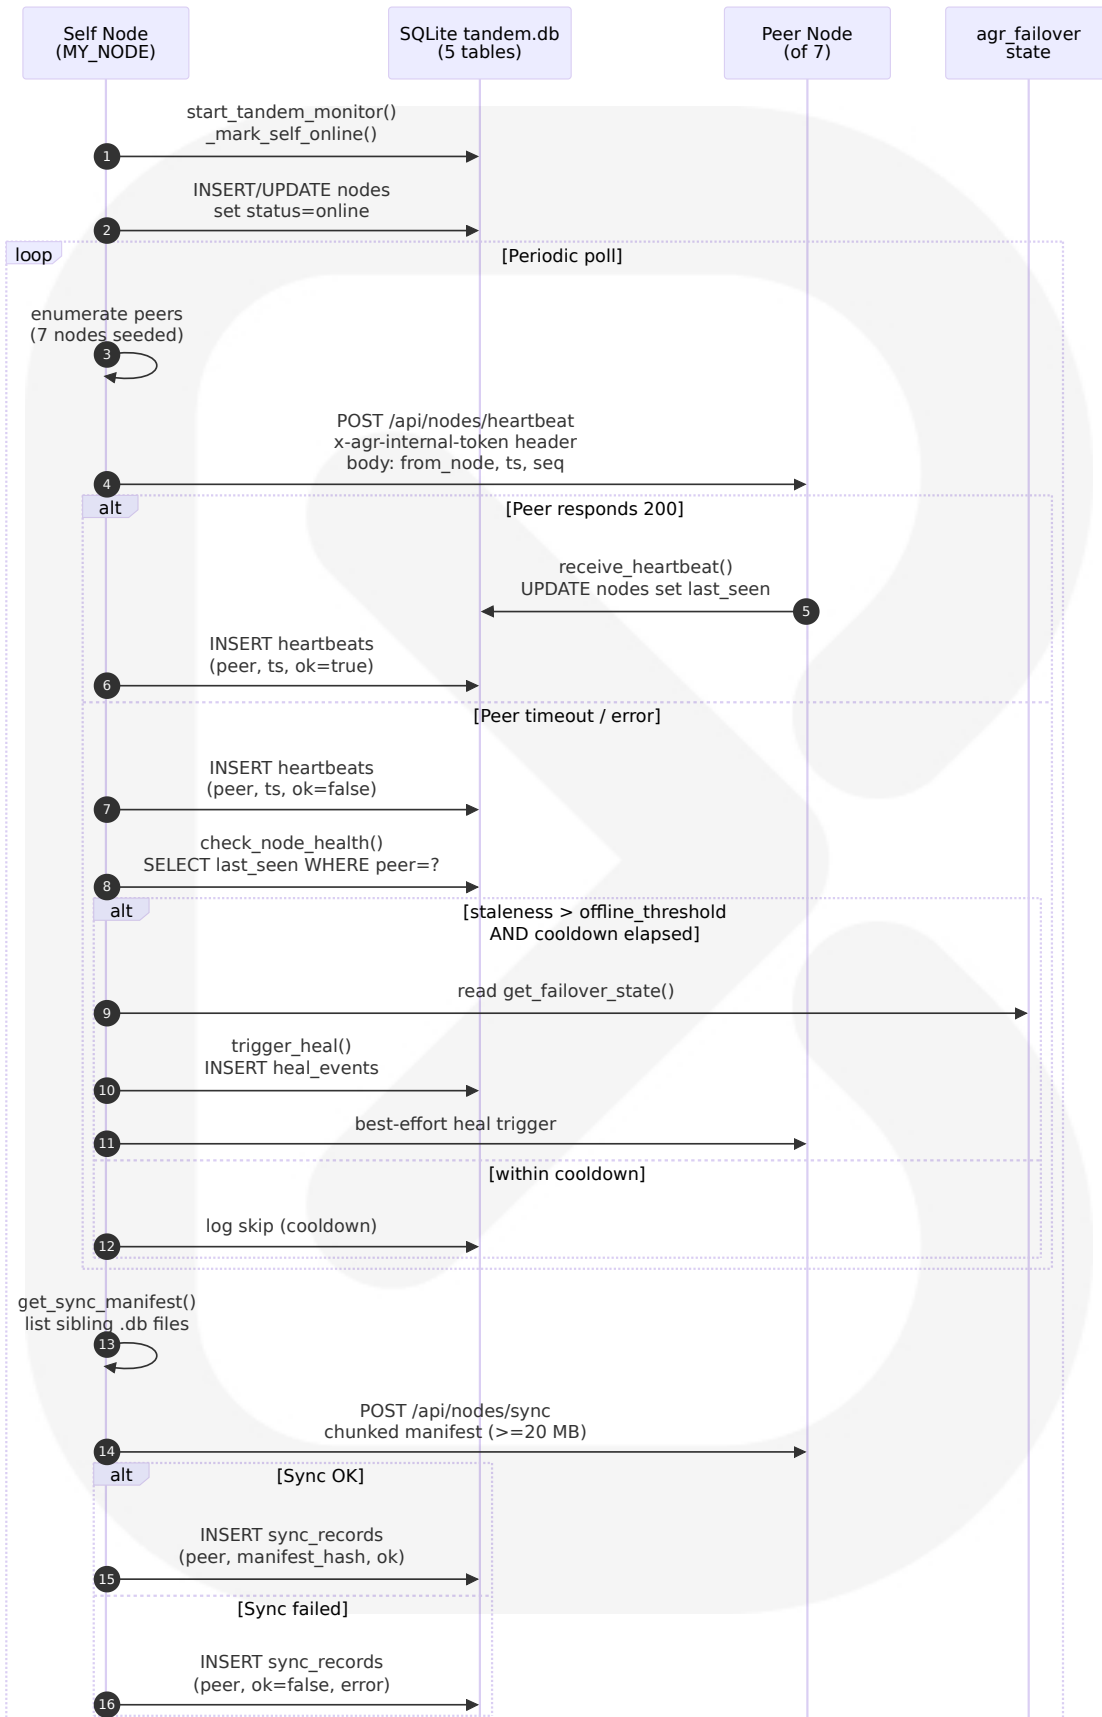 Self Node
(MY_NODE)
SQLite tandem.db
(5 tables)
Peer Node
(of 7)
agr_failover
state
start_tandem_monitor()
_mark_self_online()
1
INSERT/UPDATE nodes
set status=online
2
loop
[Periodic poll]
enumerate peers
(7 nodes seeded)
3
POST /api/nodes/heartbeat
x-agr-internal-token header
body: from_node, ts, seq
4
alt
[Peer responds 200]
receive_heartbeat()
UPDATE nodes set last_seen
5
INSERT heartbeats
(peer, ts, ok=true)
6
[Peer timeout / error]
INSERT heartbeats
(peer, ts, ok=false)
7
check_node_health()
SELECT last_seen WHERE peer=?
8
alt
[staleness > offline_threshold
AND cooldown elapsed]
read get_failover_state()
9
trigger_heal()
INSERT heal_events
10
best-effort heal trigger
11
[within cooldown]
log skip (cooldown)
12
get_sync_manifest()
list sibling .db files
13
POST /api/nodes/sync
chunked manifest (>=20 MB)
14
alt
[Sync OK]
INSERT sync_records
(peer, manifest_hash, ok)
15
[Sync failed]
INSERT sync_records
(peer, ok=false, error)
16